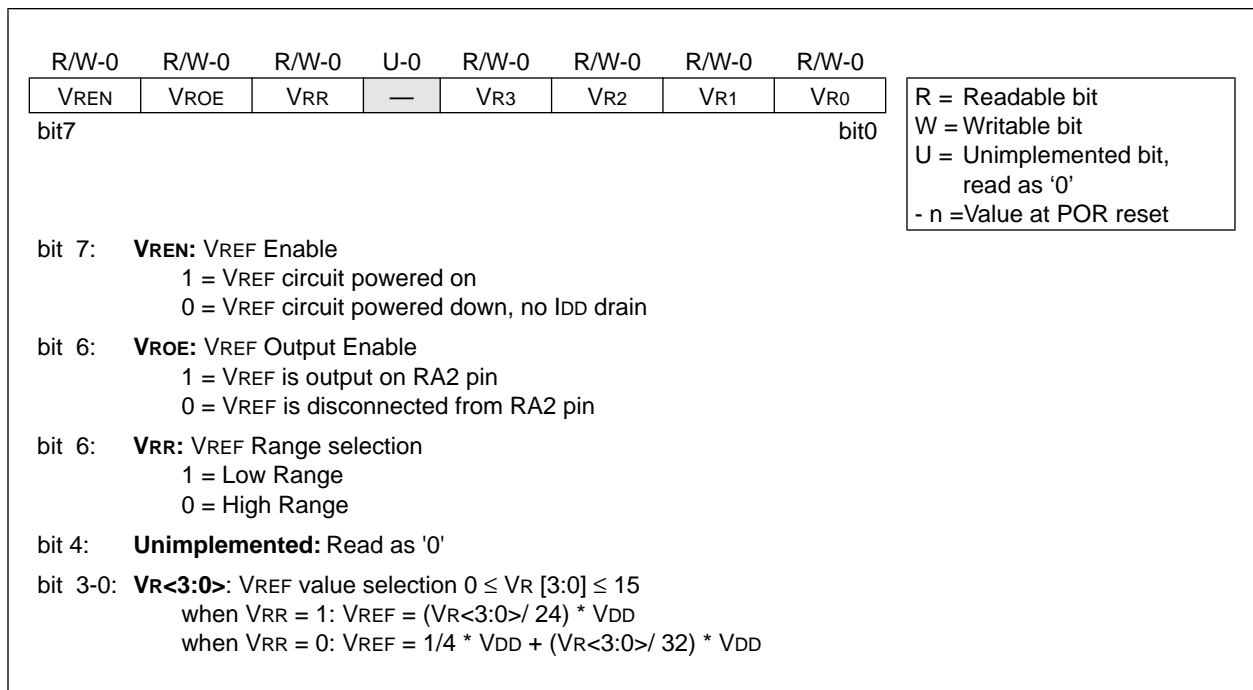 R/W-0 R/W-0 R/W-0 U-0 R/W-0 R/W-0 R/W-0 R/W-0
VREN VROE VRR — VR3 VR2 VR1 VR0
bit7 bit0
R = Readable bit
W = Writable bit
U = Unimplemented bit,
read as ‘0’
- n =Value at POR reset
bit 7: VREN: VREF Enable
1 = VREF circuit powered on
0 = VREF circuit powered down, no IDD drain
bit 6: VROE: VREF Output Enable
1 = VREF is output on RA2 pin
0 = VREF is disconnected from RA2 pin
bit 6: VRR: VREF Range selection
1 = Low Range
0 = High Range
bit 4: Unimplemented: Read as '0'
bit 3-0: VR<3:0>: VREF value selection 0 ≤ VR [3:0] ≤ 15
when VRR = 1: VREF = (VR<3:0>/ 24) * VDD
when VRR = 0: VREF = 1/4 * VDD + (VR<3:0>/ 32) * VDD